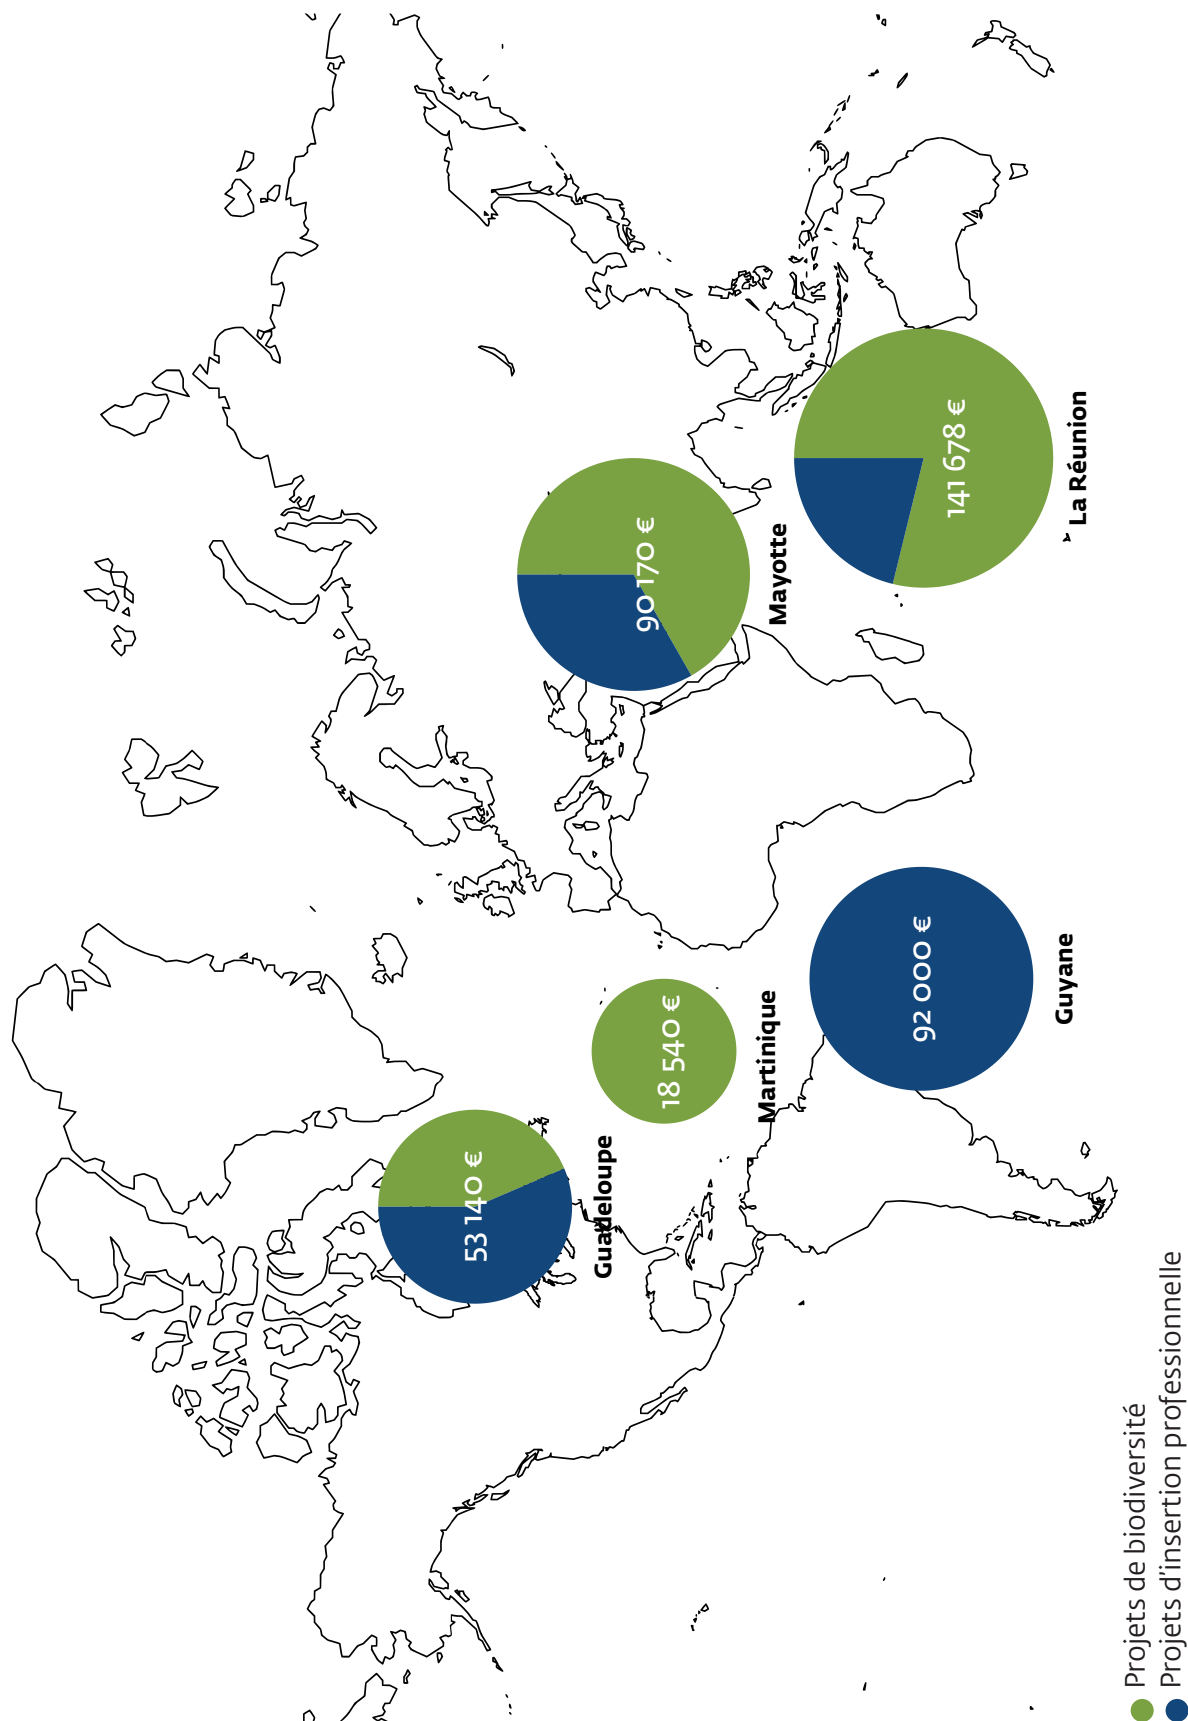 53 140 €
Guadeloupe
18 540 €
Martinique
92 000 €
Guyane
90 170 €
Mayotte
141 678 €
La Réunion
Projets de biodiversité
Projets d'insertion professionnelle